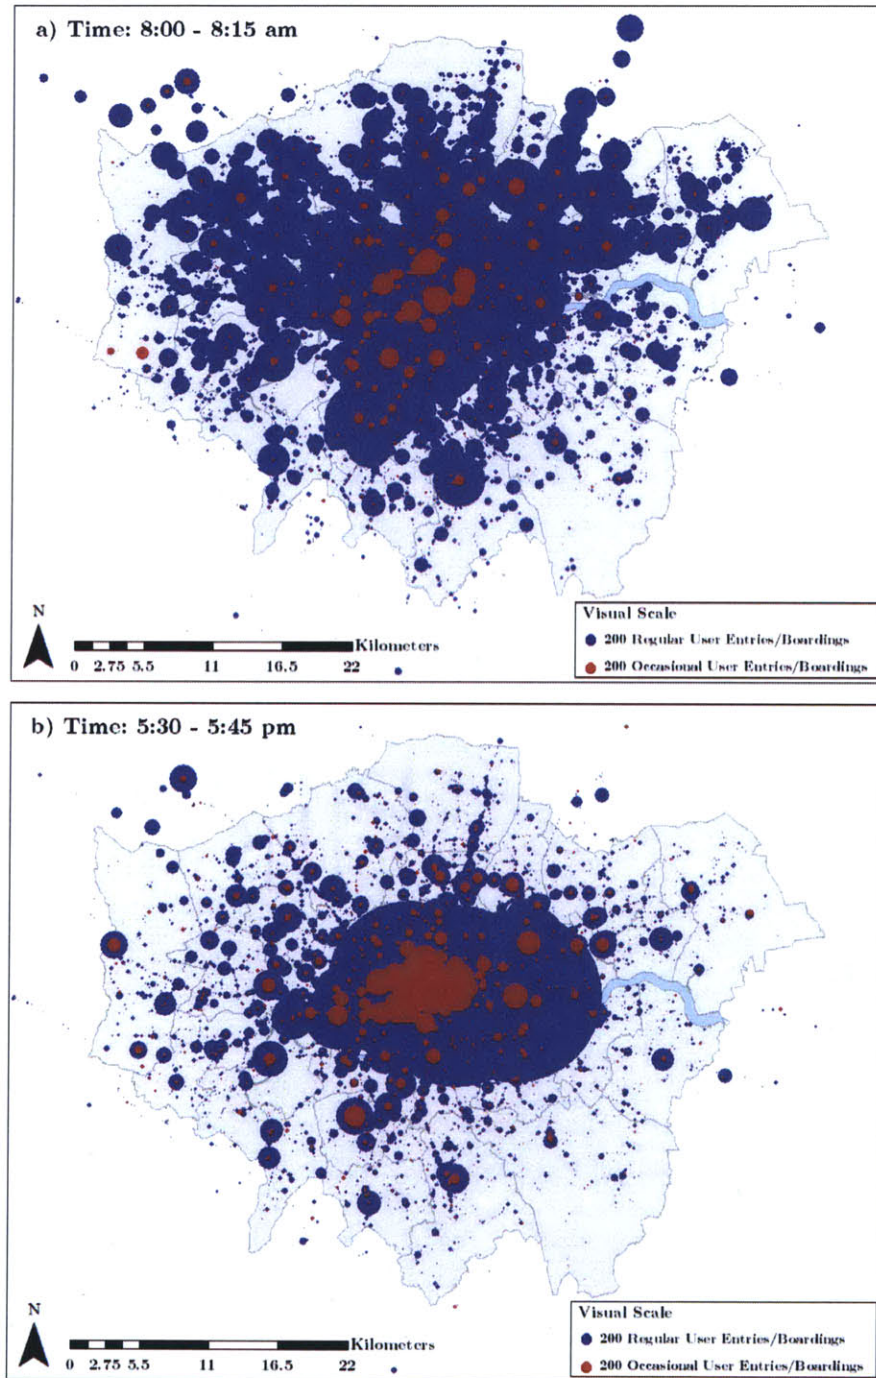 a) Time: 8:00 - 8:15 am
N
Kilometers
0 2.75 5.5 11 16.5 22
Visual Scale
200 Regular User Entries/Boardings
200 Occasional User Entries/Boardings
b) Time: 5:30 - 5:45 pm
N
Kilometers
0 2.75 5.5 11 16.5 22
Visual Scale
200 Regular User Entries/Boardings
200 Occasional User Entries/Boardings